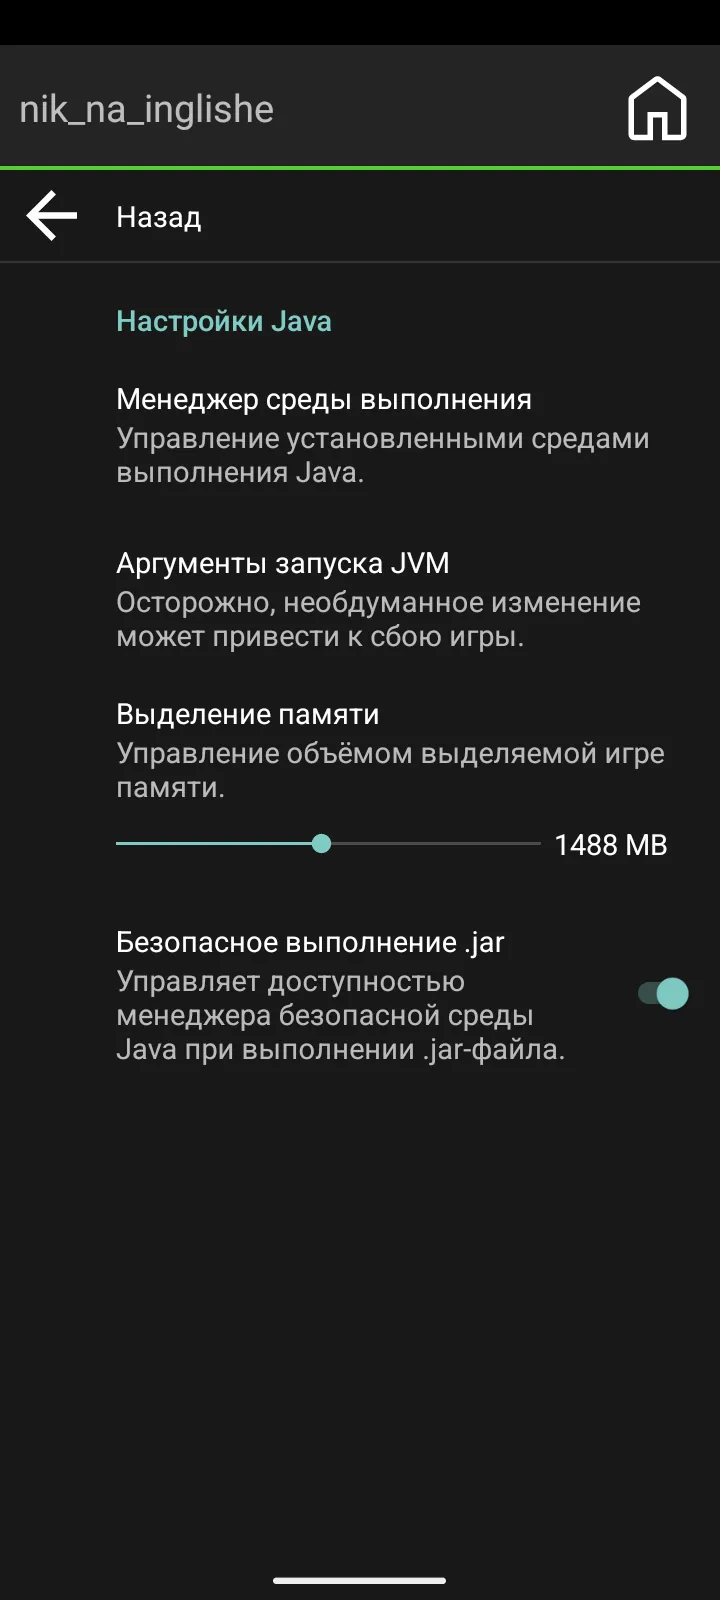 nik_na_inglishe
Назад
Настройки Java
Менеджер среды выполнения
Управление установленными средами
выполнения Java.
Аргументы запуска JVM
Осторожно, необдуманное изменение
может привести к сбою игры.
Выделение памяти
Управление объёмом выделяемой игре
памяти.
1488 MB
Безопасное выполнение .jar
Управляет доступностью
менеджера безопасной среды
Java при выполнении .jar-файла.